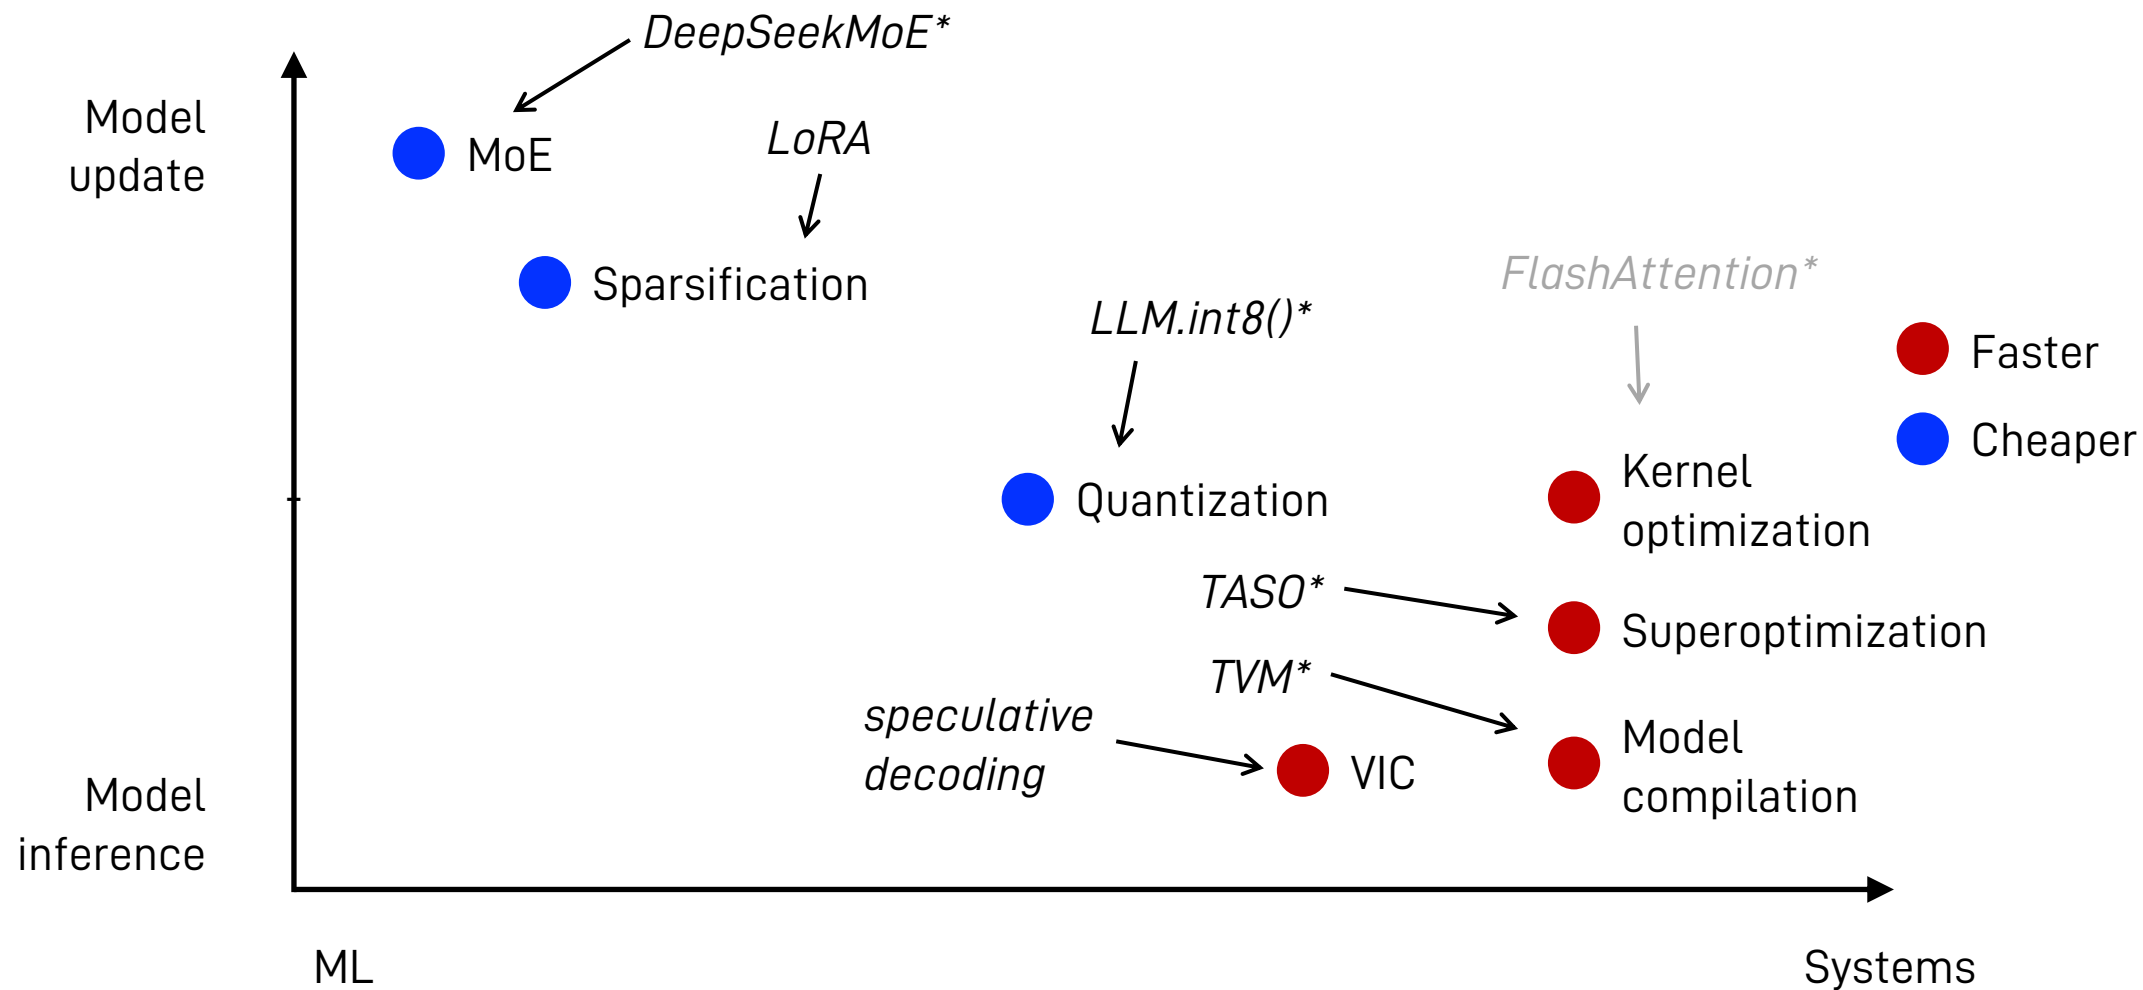 DeepSeekMoE*
Model
update
MoE
LoRA
Sparsification
FlashAttention*
LLM.int8()*
Faster
Cheaper
Quantization
Kernel
optimization
TASO*
Superoptimization
TVM*
speculative
decoding
VIC
Model
compilation
Model
inference
ML
Systems